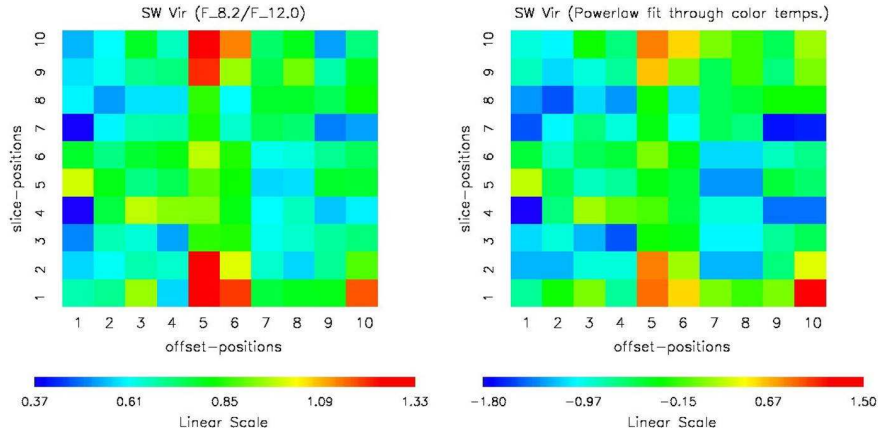 SW Vir (F_8.2/F_12.0)
slice-positions
10
9
8
7
6
5
4
3
2
1
1 2 3 4 5 6 7 8 9 10
offset-positions
0.37 0.61 1.09 1.33
Linear Scale
SW Vir (Powerlaw fit through color temps.)
slice-positions
10
9
8
7
6
5
4
3
2
1
1 2 3 4 5 6 7 8 9 10
offset-positions
-1.80 -0.97 -0.15 0.67 1.50
Linear Scale